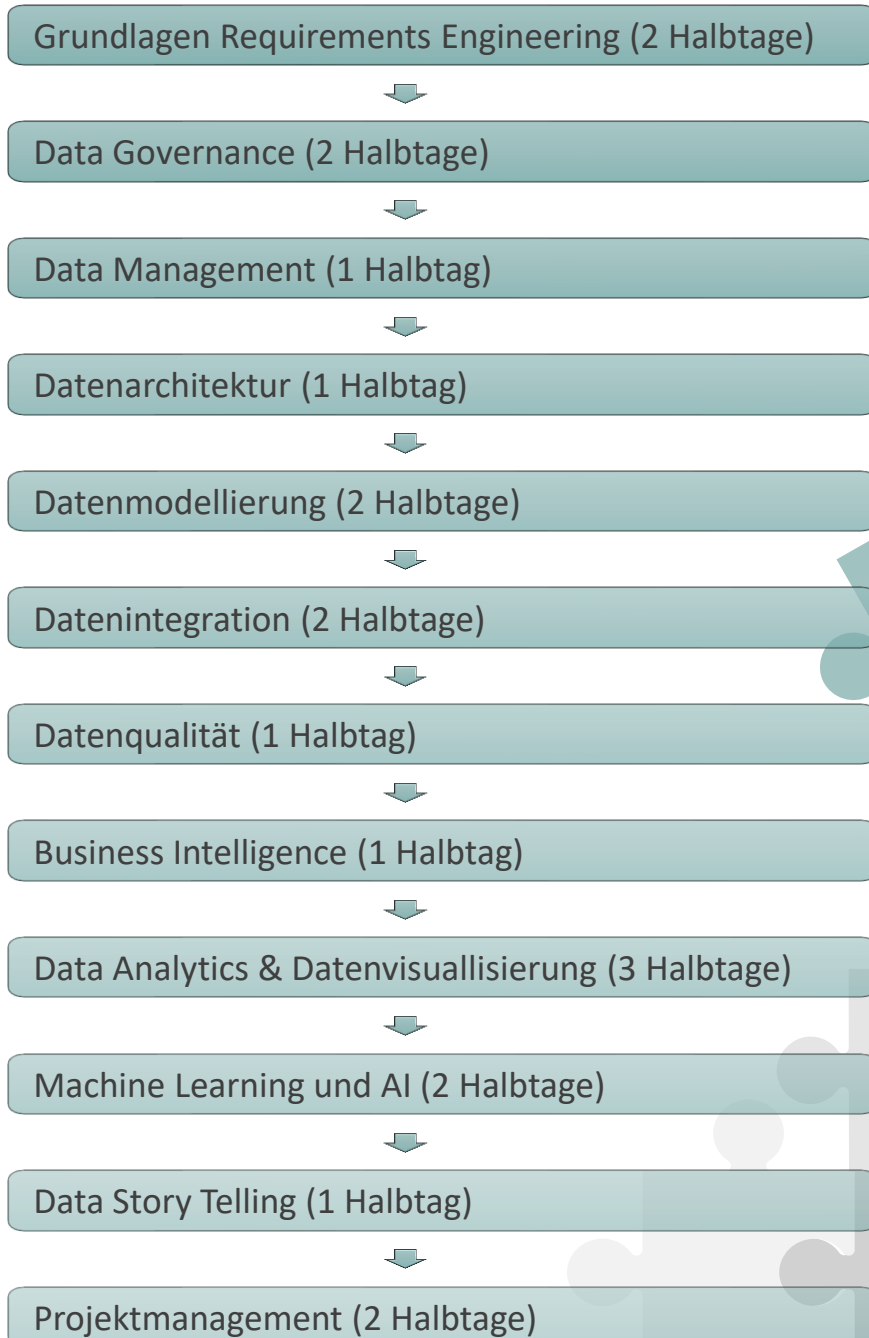 Grundlagen Requirements Engineering (2 Halbtage)
Data Governance (2 Halbtage)
Data Management (1 Halbtag)
Datenarchitektur (1 Halbtag)
Datenmodellierung (2 Halbtage)
Datenintegration (2 Halbtage)
Datenqualität (1 Halbtag)
Business Intelligence (1 Halbtag)
Data Analytics & Datenvisuallisierung (3 Halbtage)
Machine Learning und AI (2 Halbtage)
Data Story Telling (1 Halbtag)
Projektmanagement (2 Halbtage)